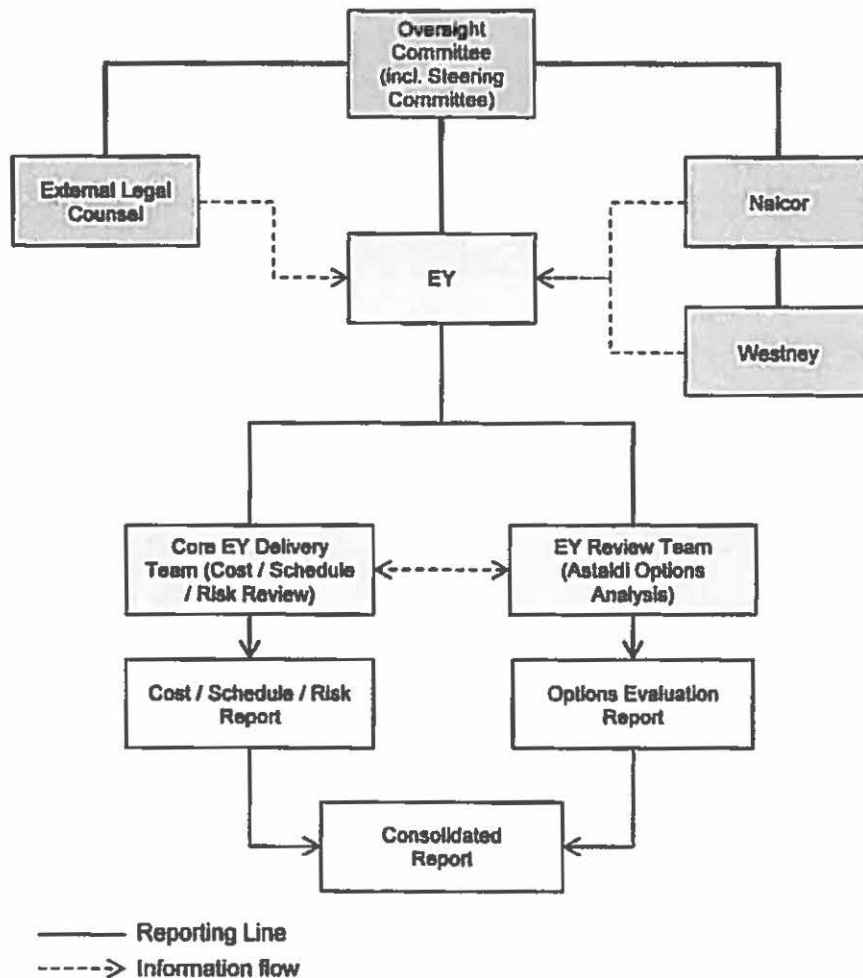 Oversight
Committee
(incl. Steering
Committee)
External Legal
Counsel
Nalcor
EY
Westney
Core EY Delivery
Team (Cost / Schedule
/ Risk Review)
EY Review Team
(Astaldi Options
Analysis)
Cost / Schedule / Risk
Report
Options Evaluation
Report
Consolidated
Report
Reporting Line
Information flow